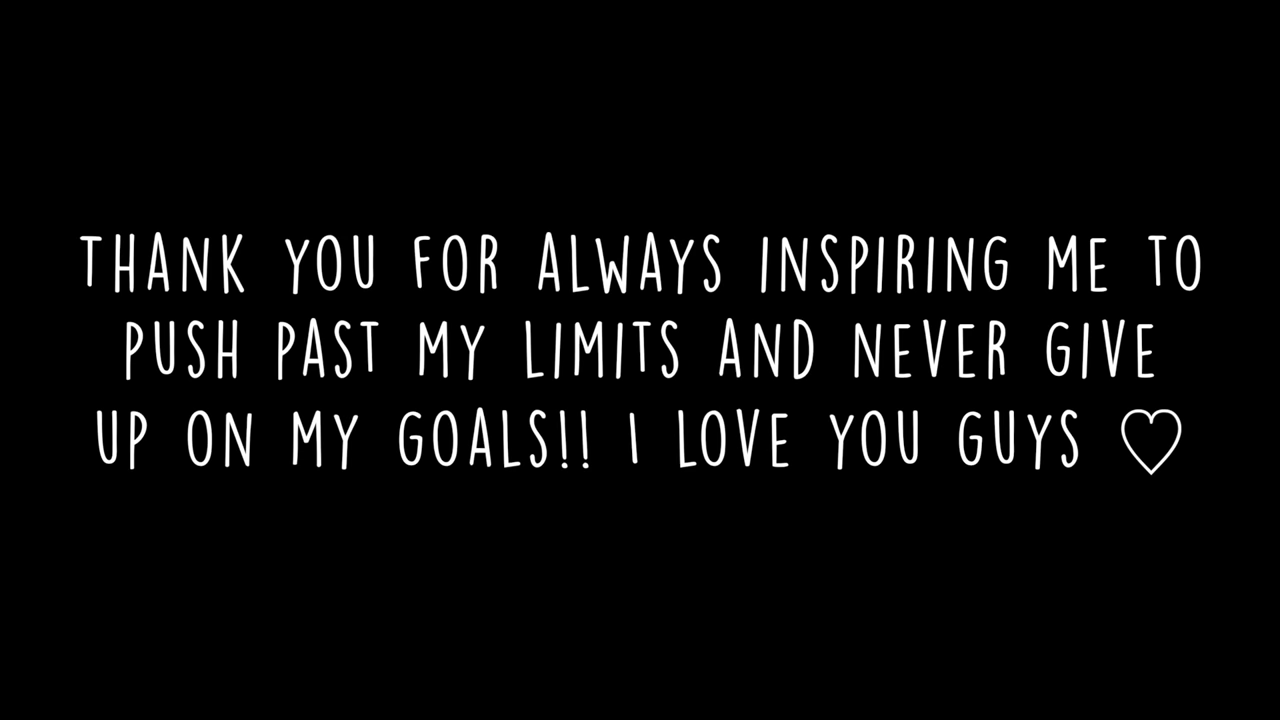 THANK YOU FOR ALWAYS INSPIRING ME TO
PUSH PAST MY LIMITS AND NEVER GIVE
UP ON MY GOALS!! I LOVE YOU GUYS ♡